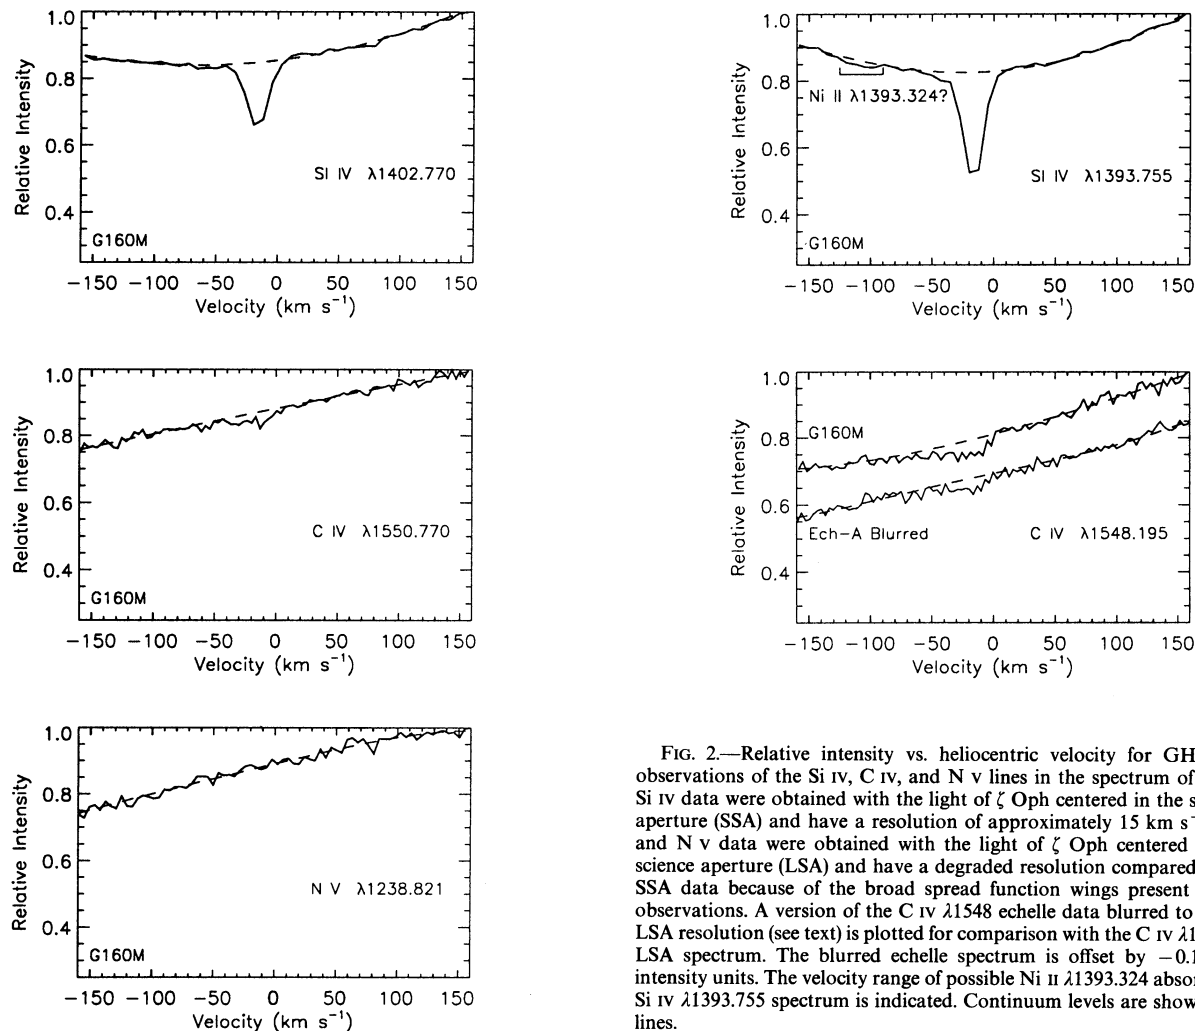 1.0
0.8
0.6
0.4
Relative Intensity
SI IV λ1402.770
G160M
−150 −100 −50 0 50 100 150
Velocity (km s⁻¹)
1.0
0.8
0.6
0.4
Relative Intensity
Ni II λ1393.324?
SI IV λ1393.755
G160M
−150 −100 −50 0 50 100 150
Velocity (km s⁻¹)
1.0
0.8
0.6
0.4
Relative Intensity
C IV λ1550.770
G160M
−150 −100 −50 0 50 100 150
Velocity (km s⁻¹)
1.0
0.8
0.6
0.4
Relative Intensity
G160M
Ech−A Blurred
C IV λ1548.195
−150 −100 −50 0 50 100 150
Velocity (km s⁻¹)
1.0
0.8
0.6
0.4
Relative Intensity
N V λ1238.821
G160M
−150 −100 −50 0 50 100 150
Velocity (km s⁻¹)
FIG. 2.—Relative intensity vs. heliocentric velocity for GH
observations of the Si IV, C IV, and N V lines in the spectrum of
Si IV data were obtained with the light of ζ Oph centered in the s
aperture (SSA) and have a resolution of approximately 15 km s⁻
and N V data were obtained with the light of ζ Oph centered
science aperture (LSA) and have a degraded resolution compared
SSA data because of the broad spread function wings present
observations. A version of the C IV λ1548 echelle data blurred to
LSA resolution (see text) is plotted for comparison with the C IV λ1
LSA spectrum. The blurred echelle spectrum is offset by −0.1
intensity units. The velocity range of possible Ni II λ1393.324 absor
Si IV λ1393.755 spectrum is indicated. Continuum levels are show
lines.